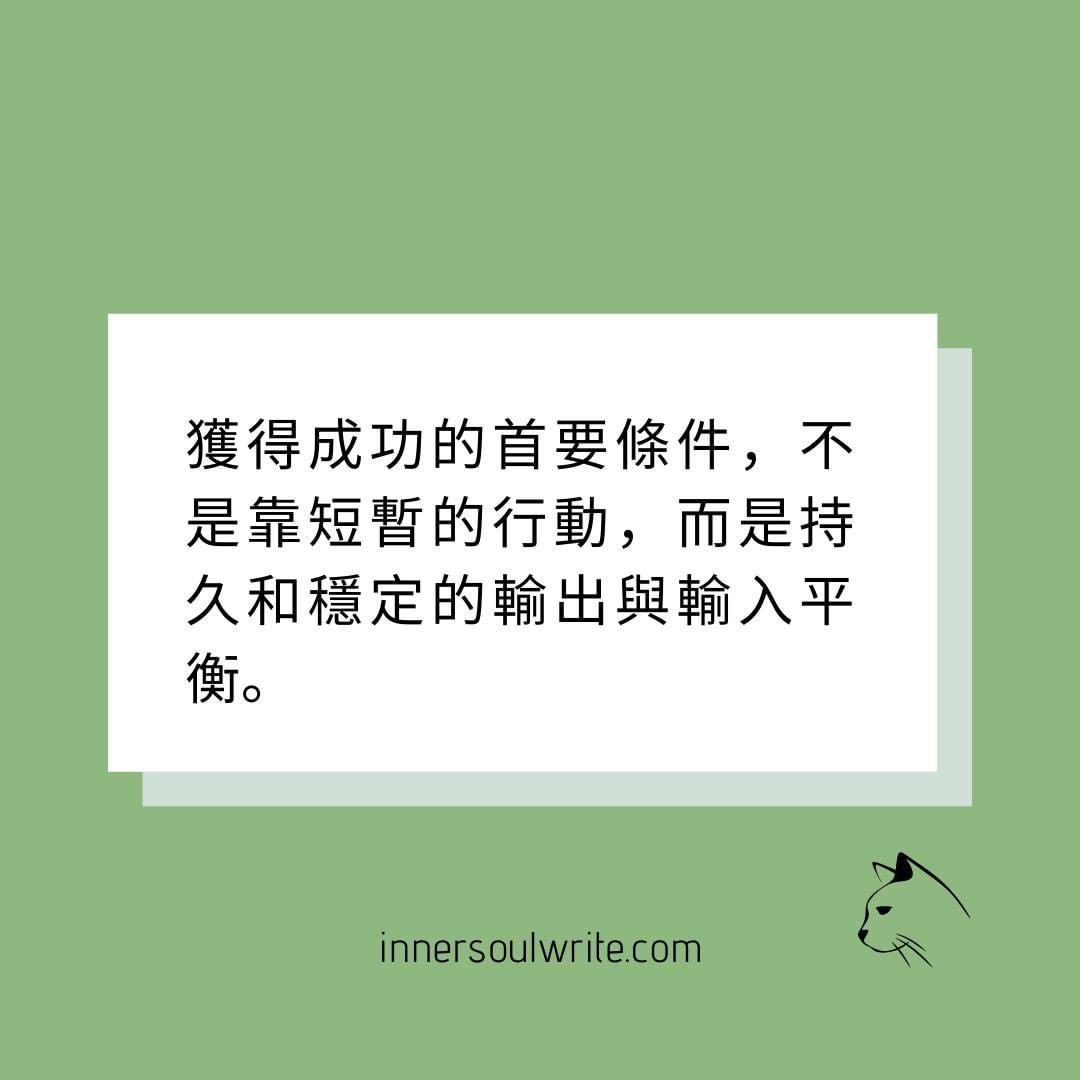 獲得成功的首要條件，不
是靠短暫的行動，而是持
久和穩定的輸出與輸入平
衡。
innersoulwrite.com